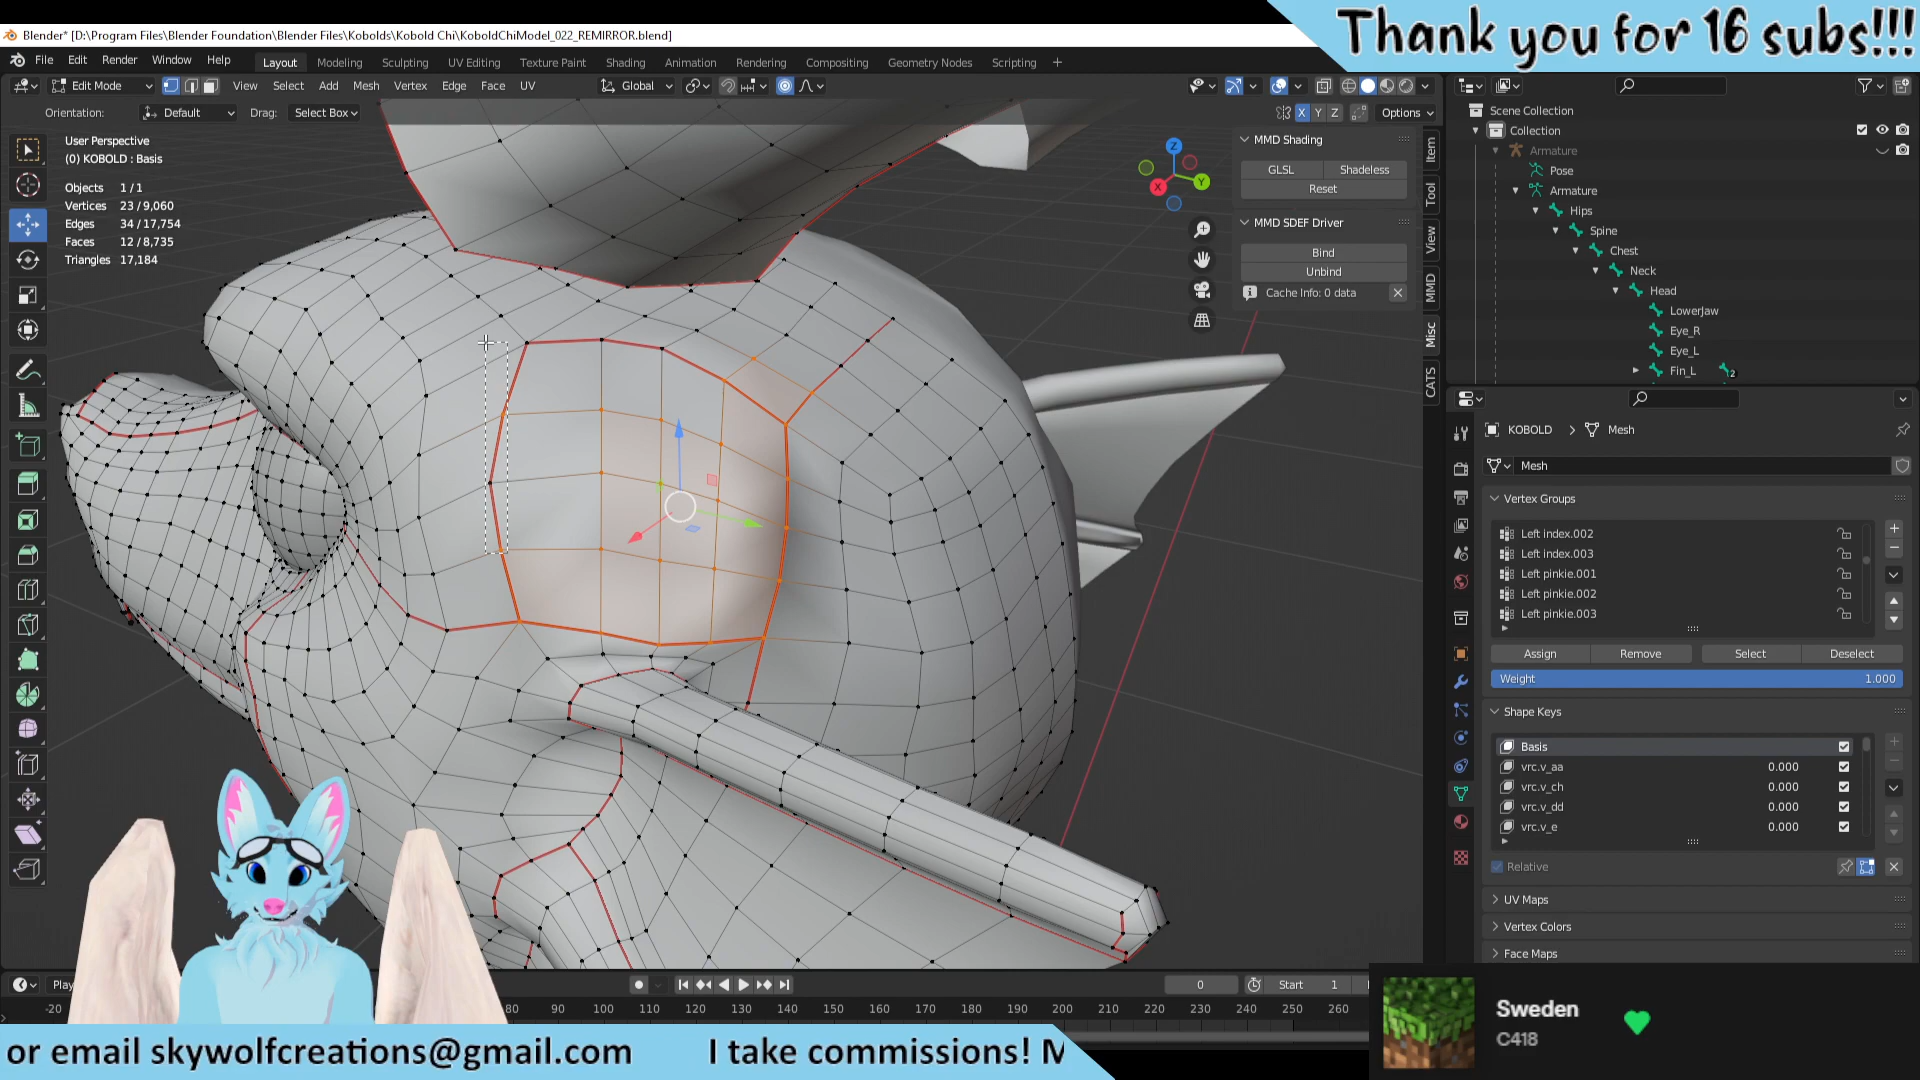 Thank you for 16 subs!!!
Blender* [D:\Program Files\Blender Foundation\Blender Files\Kobolds\Kobold Chi\KoboldChiModel_022_REMIRROR.blend]
File Edit Render Window Help
Layout Modeling Sculpting UV Editing Texture Paint Shading Animation Rendering Compositing Geometry Nodes Scripting +
Edit Mode View Select Add Mesh Vertex Edge Face UV
Global
Orientation: Default Drag: Select Box
X Y Z Options
User Perspective
(0) KOBOLD : Basis
Objects 1 / 1
Vertices 23 / 9,060
Edges 34 / 17,754
Faces 12 / 8,735
Triangles 17,184
Z
Y
X
MMD Shading
GLSL Shadeless
Reset
MMD SDEF Driver
Bind
Unbind
Cache Info: 0 data
Item
Tool
View
MMD
Misc
CATS
Scene Collection
Collection
Armature
Pose
Armature
Hips
Spine
Chest
Neck
Head
LowerJaw
Eye_R
Eye_L
Fin_L 2
KOBOLD > Mesh
Mesh
Vertex Groups
Left index.002
Left index.003
Left pinkie.001
Left pinkie.002
Left pinkie.003
Assign Remove Select Deselect
Weight 1.000
Shape Keys
Basis
vrc.v_aa 0.000
vrc.v_ch 0.000
vrc.v_dd 0.000
vrc.v_e 0.000
Relative
UV Maps
Vertex Colors
Face Maps
Play
0 Start 1
-20 80 90 100 110 120 130 140 150 160 170 180 190 200 210 220 230 240 250 260
Sweden
C418
or email skywolfcreations@gmail.com I take commissions! M